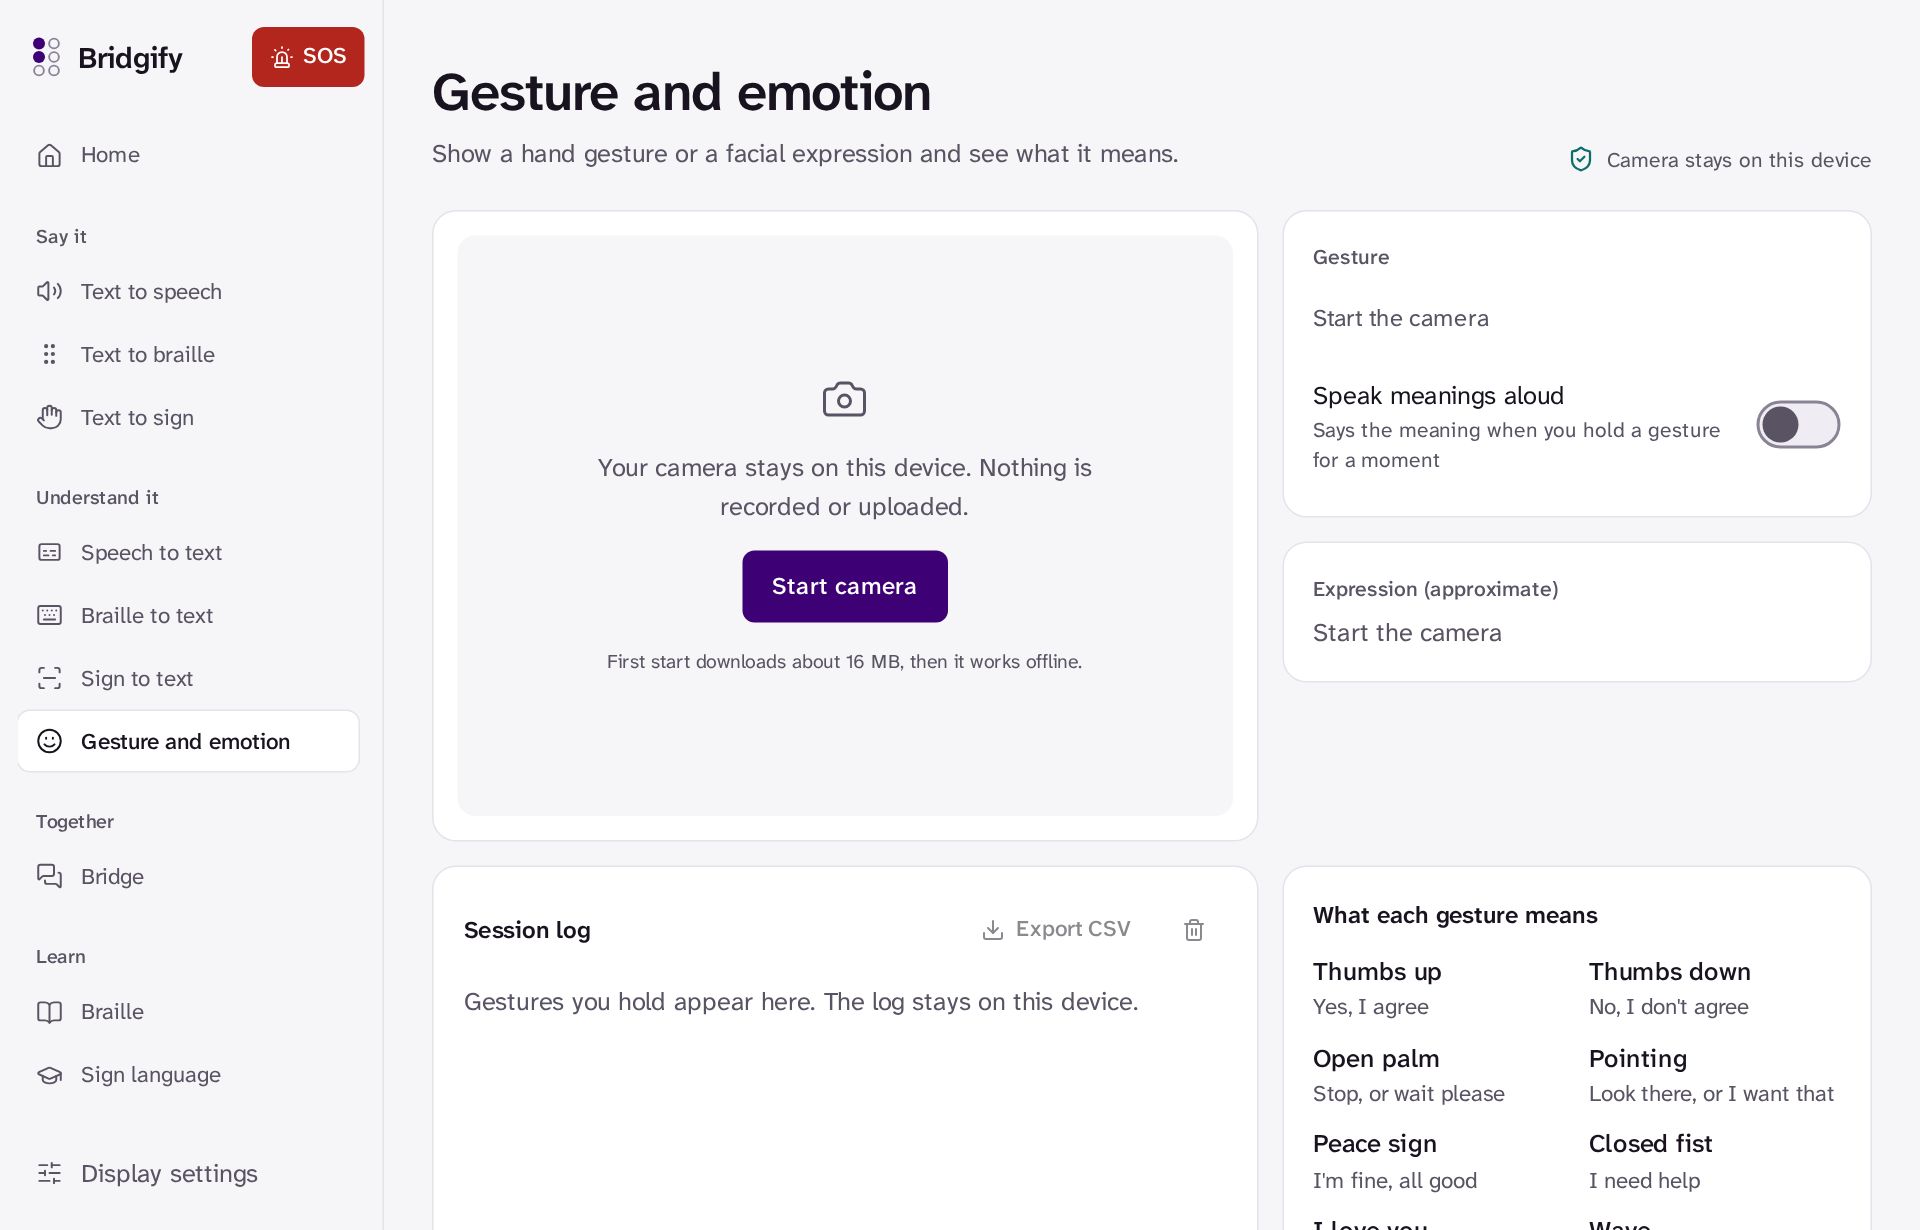 Bridgify
SOS
Home
Say it
Text to speech
Text to braille
Text to sign
Understand it
Speech to text
Braille to text
Sign to text
Gesture and emotion
Together
Bridge
Learn
Braille
Sign language
Display settings
Gesture and emotion
Show a hand gesture or a facial expression and see what it means.
Camera stays on this device
Your camera stays on this device. Nothing is
recorded or uploaded.
Start camera
First start downloads about 16 MB, then it works offline.
Gesture
Start the camera
Speak meanings aloud
Says the meaning when you hold a gesture
for a moment
Expression (approximate)
Start the camera
Session log
Export CSV
Gestures you hold appear here. The log stays on this device.
What each gesture means
Thumbs up
Yes, I agree
Thumbs down
No, I don't agree
Open palm
Stop, or wait please
Pointing
Look there, or I want that
Peace sign
I'm fine, all good
Closed fist
I need help
I love you
Wave